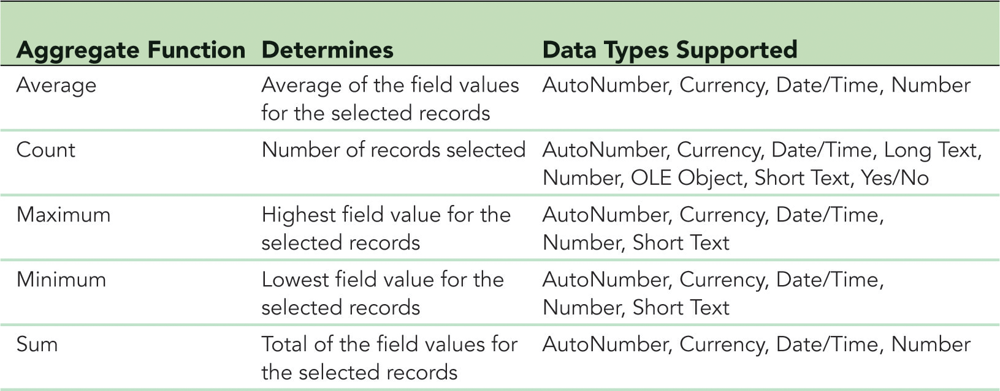 Aggregate Function Determines Data Types Supported
Average Average of the field values AutoNumber, Currency, Date/Time, Number
for the selected records
Count Number of records selected AutoNumber, Currency, Date/Time, Long Text,
Number, OLE Object, Short Text, Yes/No
Maximum Highest field value for the AutoNumber, Currency, Date/Time,
selected records Number, Short Text
Minimum Lowest field value for the AutoNumber, Currency, Date/Time,
selected records Number, Short Text
Sum Total of the field values for AutoNumber, Currency, Date/Time, Number
the selected records